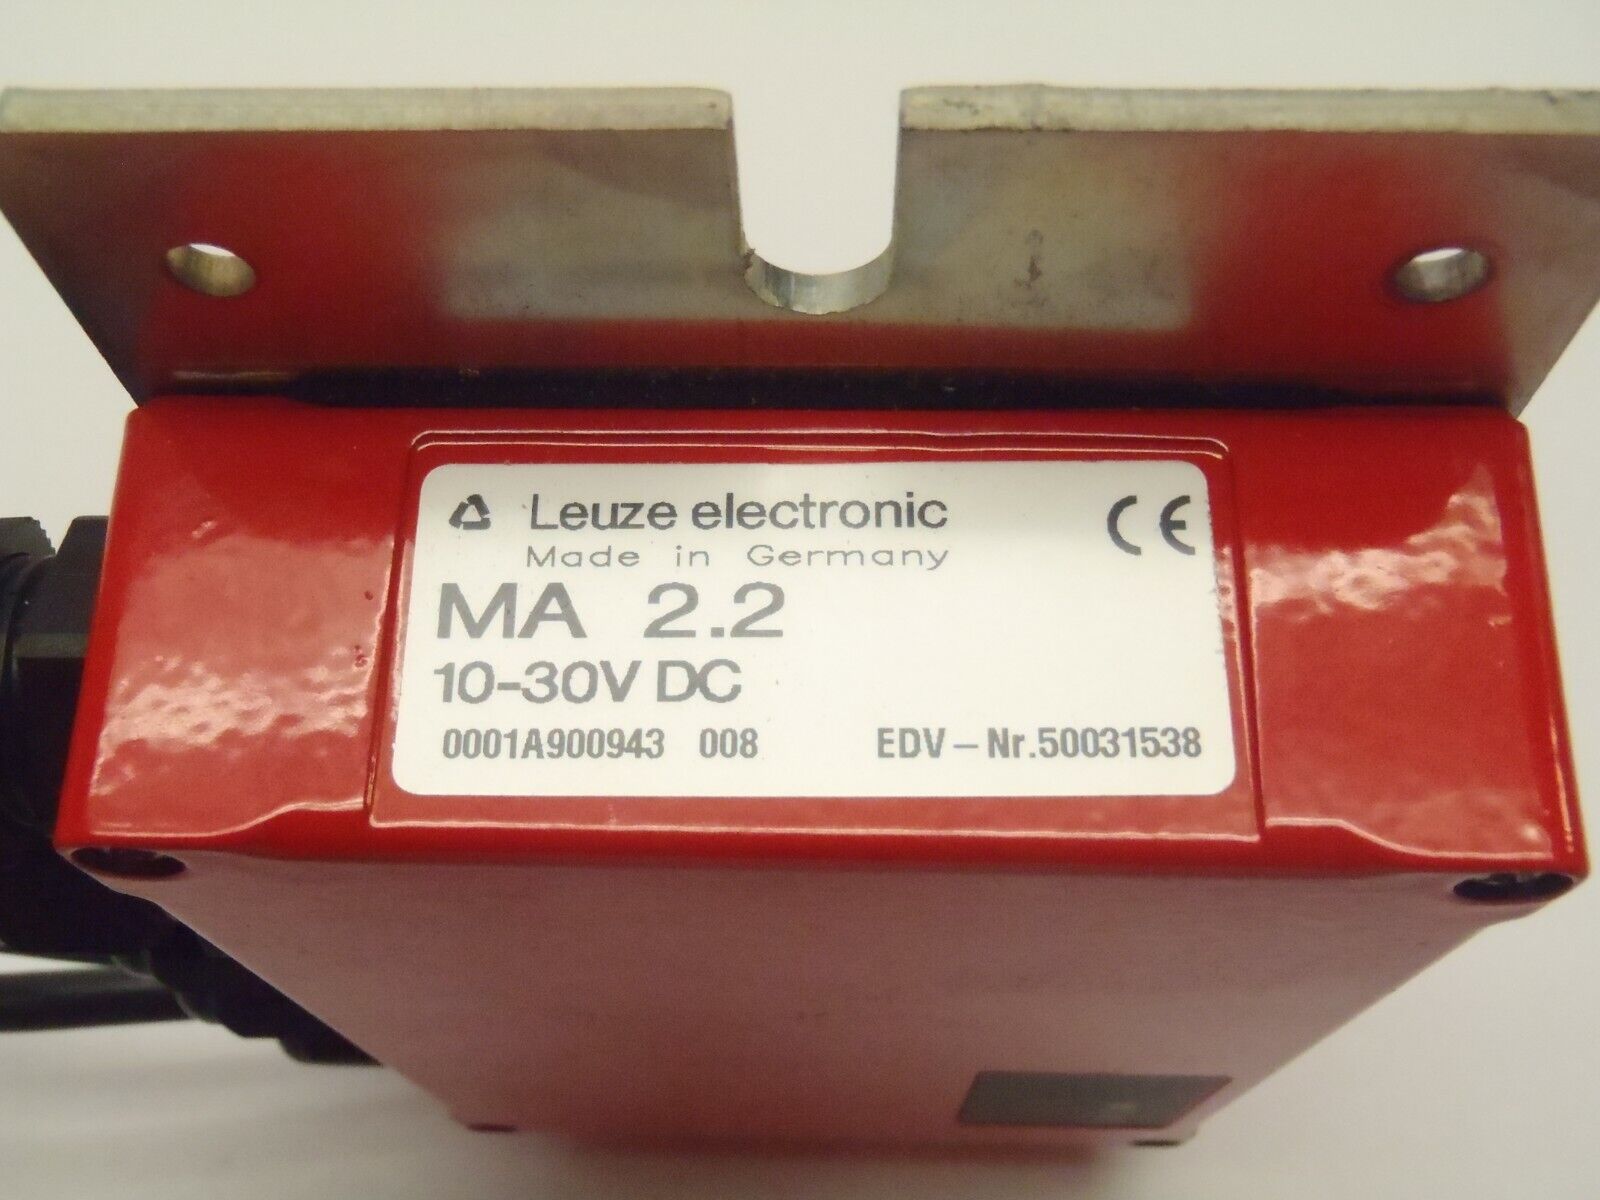 Leuze electronic
CE
Made in Germany
MA 2.2
10-30V DC
0001A900943 008 EDV-Nr.50031538